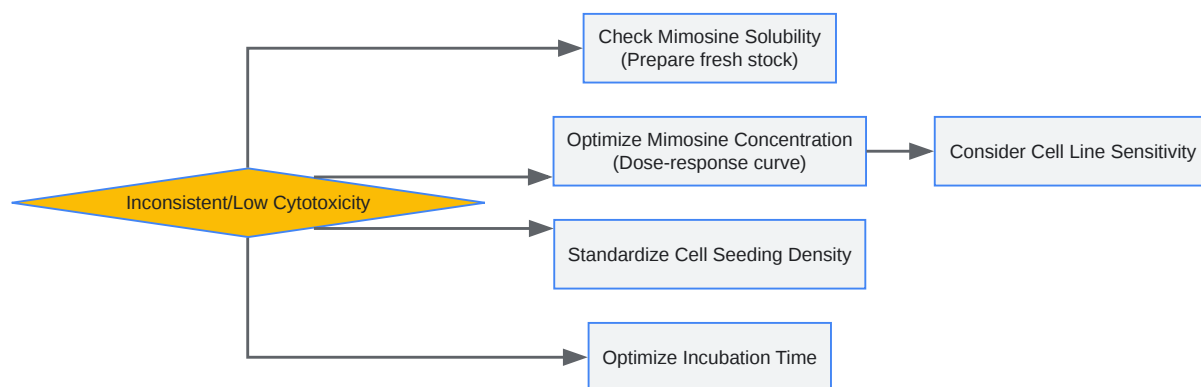 Check Mimosine Solubility
(Prepare fresh stock)
Optimize Mimosine Concentration
(Dose-response curve)
Consider Cell Line Sensitivity
Inconsistent/Low Cytotoxicity
Standardize Cell Seeding Density
Optimize Incubation Time